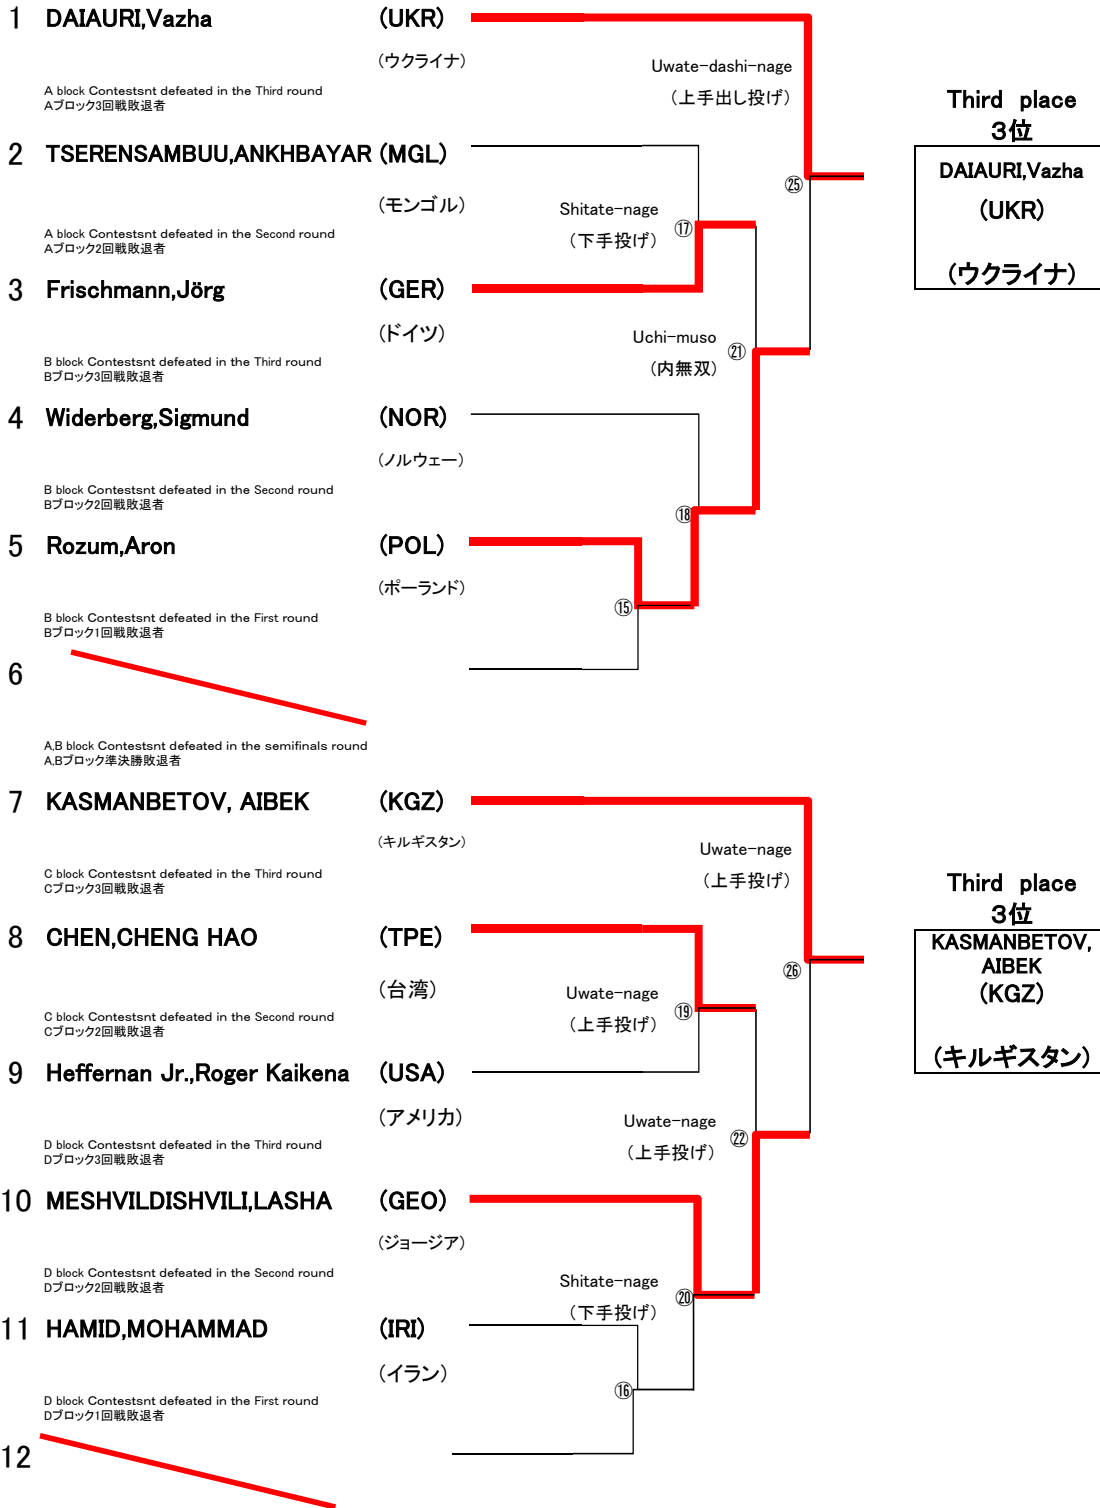 1 DAIAURI,Vazha (UKR)
(ウクライナ)
Uwate-dashi-nage
(上手出し投げ)
A block Contestsnt defeated in the Third round
Aブロック3回戦敗退者
Third place
3位
DAIAURI,Vazha
(UKR)
(ウクライナ)
2 TSERENSAMBUU,ANKHBAYAR (MGL)
(モンゴル)
㉕
Shitate-nage
(下手投げ)
⑰
A block Contestsnt defeated in the Second round
Aブロック2回戦敗退者
3 Frischmann,Jörg (GER)
(ドイツ)
Uchi-muso
(内無双)
㉑
B block Contestsnt defeated in the Third round
Bブロック3回戦敗退者
4 Widerberg,Sigmund (NOR)
(ノルウェー)
B block Contestsnt defeated in the Second round
Bブロック2回戦敗退者
⑱
5 Rozum,Aron (POL)
(ポーランド)
⑮
B block Contestsnt defeated in the First round
Bブロック1回戦敗退者
6
A,B block Contestsnt defeated in the semifinals round
A,Bブロック準決勝敗退者
7 KASMANBETOV, AIBEK (KGZ)
(キルギスタン)
Uwate-nage
(上手投げ)
C block Contestsnt defeated in the Third round
Cブロック3回戦敗退者
Third place
3位
KASMANBETOV,
AIBEK
(KGZ)
(キルギスタン)
8 CHEN,CHENG HAO (TPE)
(台湾)
㉖
Uwate-nage
(上手投げ)
⑲
C block Contestsnt defeated in the Second round
Cブロック2回戦敗退者
9 Heffernan Jr.,Roger Kaikena (USA)
(アメリカ)
Uwate-nage
(上手投げ)
㉒
D block Contestsnt defeated in the Third round
Dブロック3回戦敗退者
10 MESHVILDISHVILI,LASHA (GEO)
(ジョージア)
D block Contestsnt defeated in the Second round
Dブロック2回戦敗退者
Shitate-nage
(下手投げ)
⑳
11 HAMID,MOHAMMAD (IRI)
(イラン)
⑯
D block Contestsnt defeated in the First round
Dブロック1回戦敗退者
12